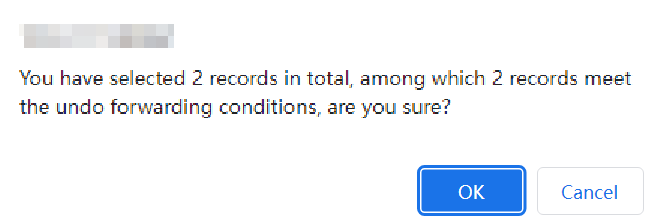 You have selected 2 records in total, among which 2 records meet
the undo forwarding conditions, are you sure?
OK
Cancel